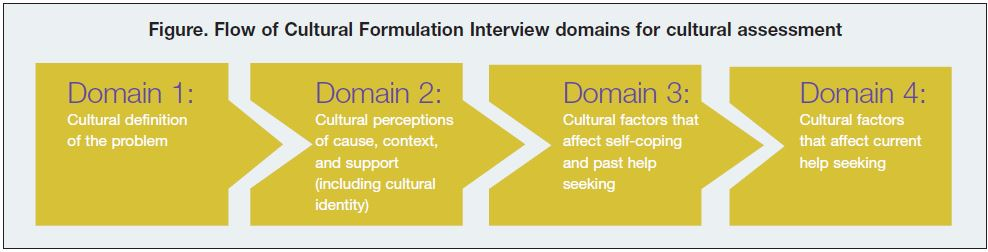 Figure. Flow of Cultural Formulation Interview domains for cultural assessment
Domain 1:
Cultural definition
of the problem
Domain 2:
Cultural perceptions
of cause, context,
and support
(including cultural
identity)
Domain 3:
Cultural factors that
affect self-coping
and past help
seeking
Domain 4:
Cultural factors
that affect current
help seeking